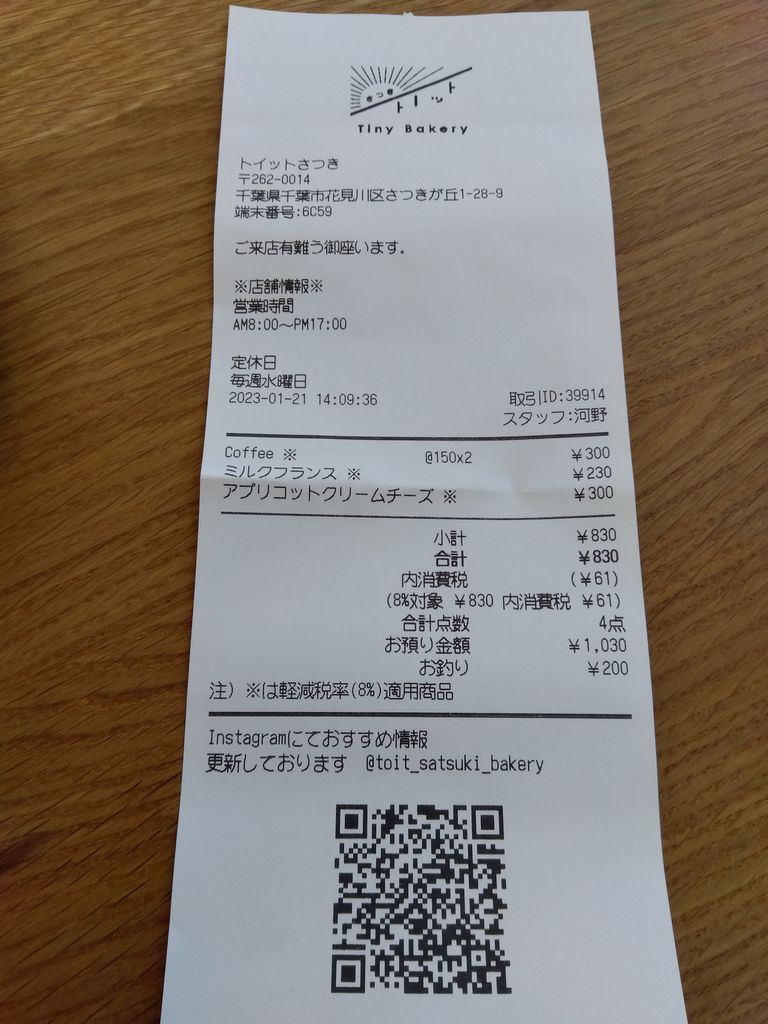 さつき
トイット
Tiny Bakery
トイットさつき
〒262-0014
千葉県千葉市花見川区さつきが丘1-28-9
端末番号:6C59
ご来店有難う御座います。
※店舗情報※
営業時間
AM8:00～PM17:00
定休日
毎週水曜日
2023-01-21 14:09:36 取引ID:39914
スタッフ:河野
Coffee ※ @150x2 ¥300
ミルクフランス ※ ¥230
アプリコットクリームチーズ ※ ¥300
小計 ¥830
合計 ¥830
内消費税 (¥61)
(8%対象 ¥830 内消費税 ¥61)
合計点数 4点
お預り金額 ¥1,030
お釣り ¥200
注) ※は軽減税率(8%)適用商品
Instagramにておすすめ情報
更新しております @toit_satsuki_bakery